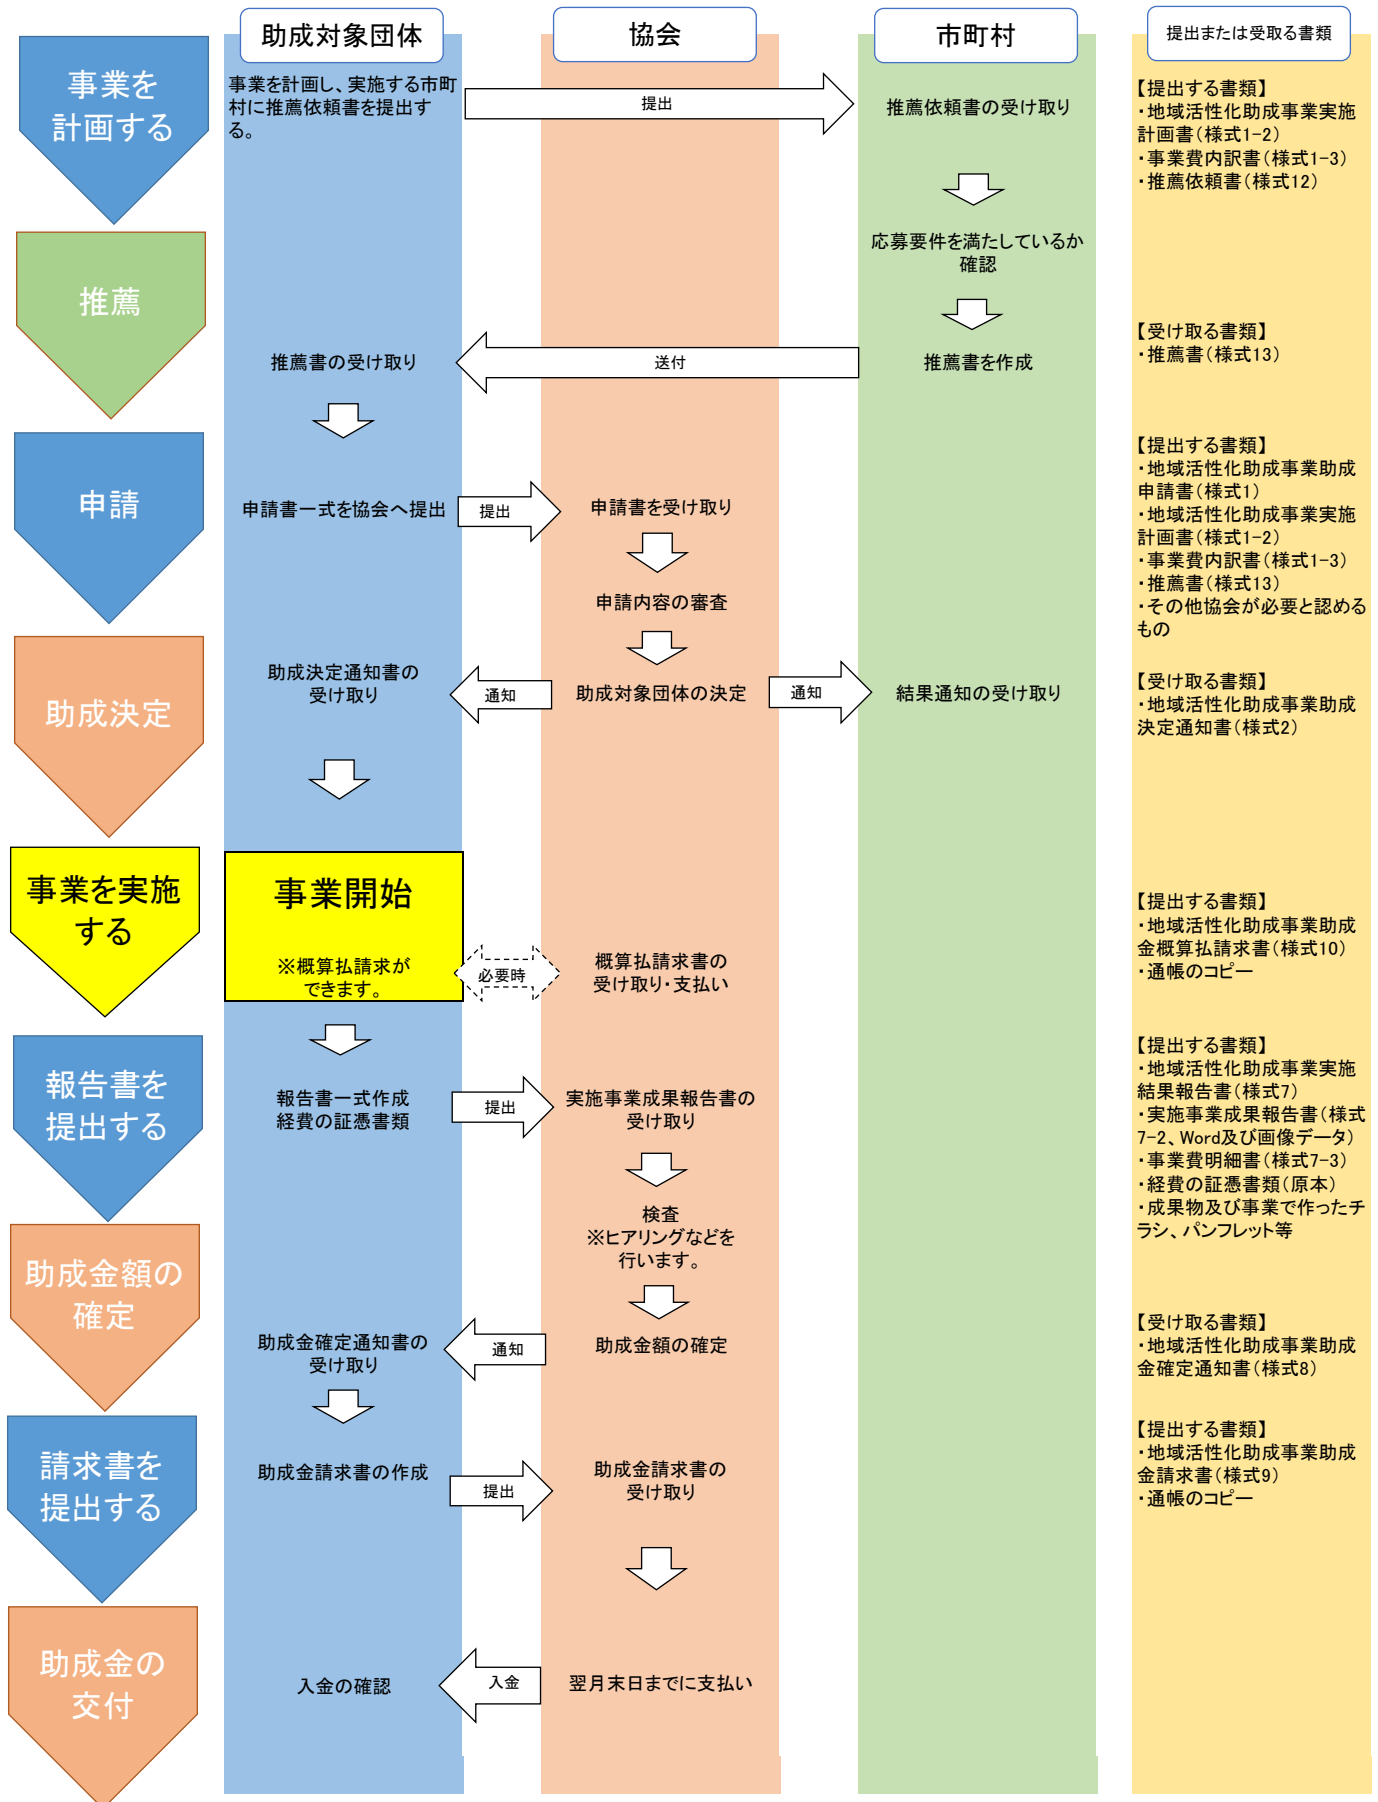 助成対象団体
協会
市町村
提出または受取る書類
事業を
計画する
事業を計画し、実施する市町
村に推薦依頼書を提出す
る。
提出
推薦依頼書の受け取り
【提出する書類】
・地域活性化助成事業実施
計画書(様式1-2)
・事業費内訳書(様式1-3)
・推薦依頼書(様式12)
推薦
応募要件を満たしているか
確認
推薦書の受け取り
送付
推薦書を作成
【受け取る書類】
・推薦書(様式13)
申請
申請書一式を協会へ提出
提出
申請書を受け取り
申請内容の審査
【提出する書類】
・地域活性化助成事業助成
申請書(様式1)
・地域活性化助成事業実施
計画書(様式1-2)
・事業費内訳書(様式1-3)
・推薦書(様式13)
・その他協会が必要と認める
もの
助成決定
助成決定通知書の
受け取り
通知
助成対象団体の決定
通知
結果通知の受け取り
【受け取る書類】
・地域活性化助成事業助成
決定通知書(様式2)
事業を実施
する
事業開始
※概算払請求が
できます。
必要時
概算払請求書の
受け取り・支払い
【提出する書類】
・地域活性化助成事業助成
金概算払請求書(様式10)
・通帳のコピー
報告書を
提出する
報告書一式作成
経費の証憑書類
提出
実施事業成果報告書の
受け取り
検査
※ヒアリングなどを
行います。
【提出する書類】
・地域活性化助成事業実施
結果報告書(様式7)
・実施事業成果報告書(様式
7-2、Word及び画像データ)
・事業費明細書(様式7-3)
・経費の証憑書類(原本)
・成果物及び事業で作ったチ
ラシ、パンフレット等
助成金額の
確定
助成金確定通知書の
受け取り
通知
助成金額の確定
【受け取る書類】
・地域活性化助成事業助成
金確定通知書(様式8)
請求書を
提出する
助成金請求書の作成
提出
助成金請求書の
受け取り
【提出する書類】
・地域活性化助成事業助成
金請求書(様式9)
・通帳のコピー
助成金の
交付
入金の確認
入金
翌月末日までに支払い